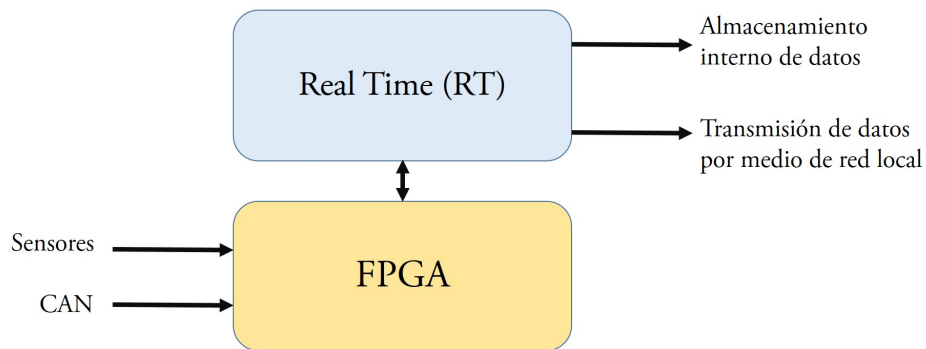 Almacenamiento
interno de datos
Real Time (RT)
Transmisión de datos
por medio de red local
Sensores
FPGA
CAN